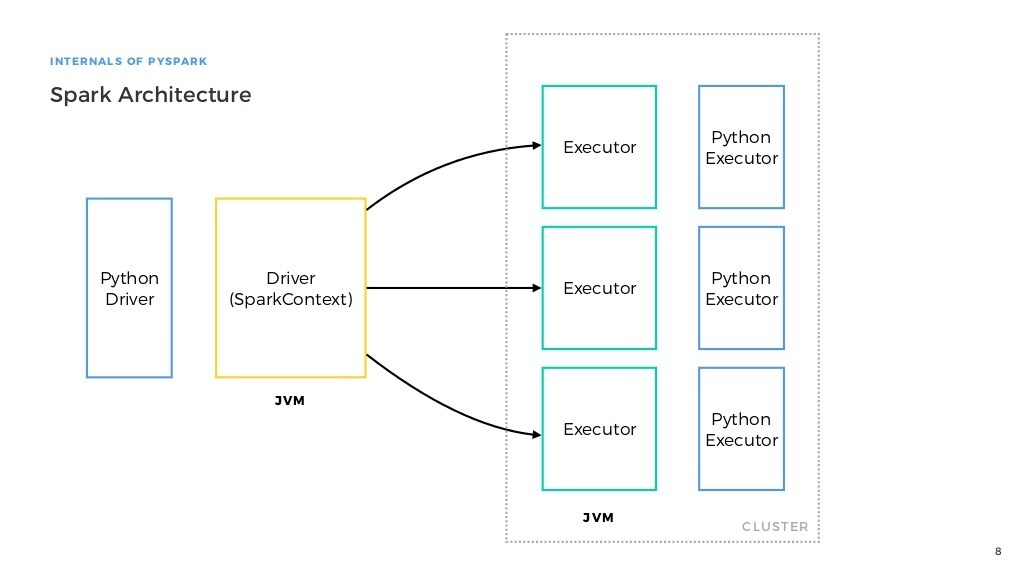 INTERNALS OF PYSPARK
Spark Architecture
Python
Driver
Driver
(SparkContext)
JVM
Executor
Python
Executor
Executor
Python
Executor
Executor
Python
Executor
JVM
CLUSTER
8